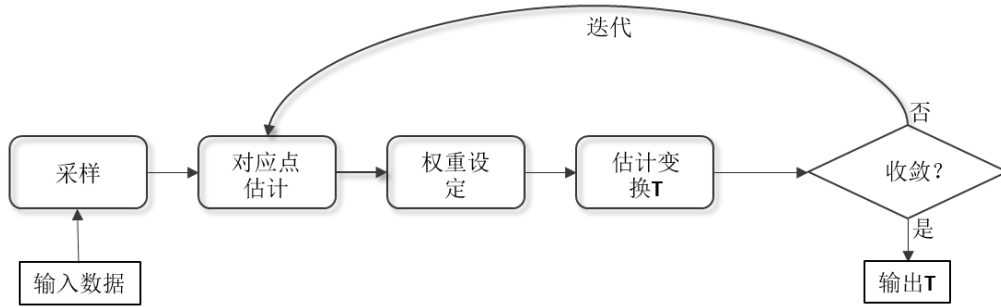 迭代
否
采样
对应点
估计
权重设
定
估计变
换T
收敛?
是
输入数据
输出T